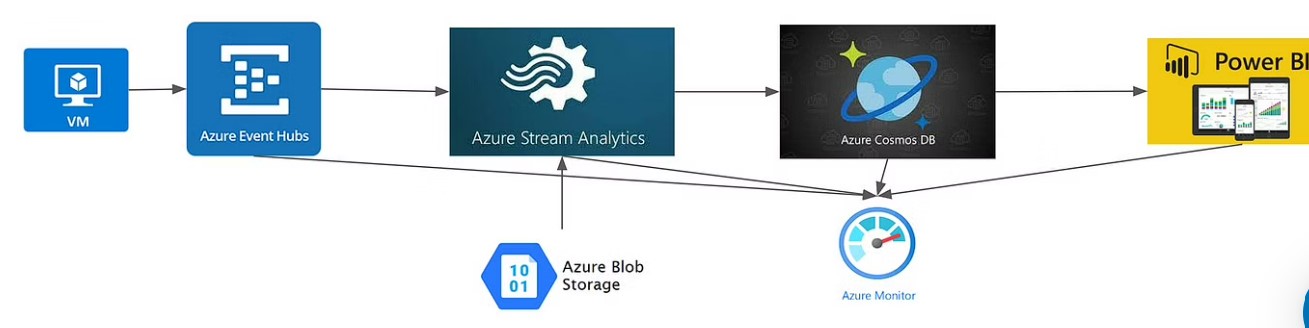 VM
Azure Event Hubs
Azure Stream Analytics
Azure Cosmos DB
Power BI
10
01
Azure Blob
Storage
Azure Monitor